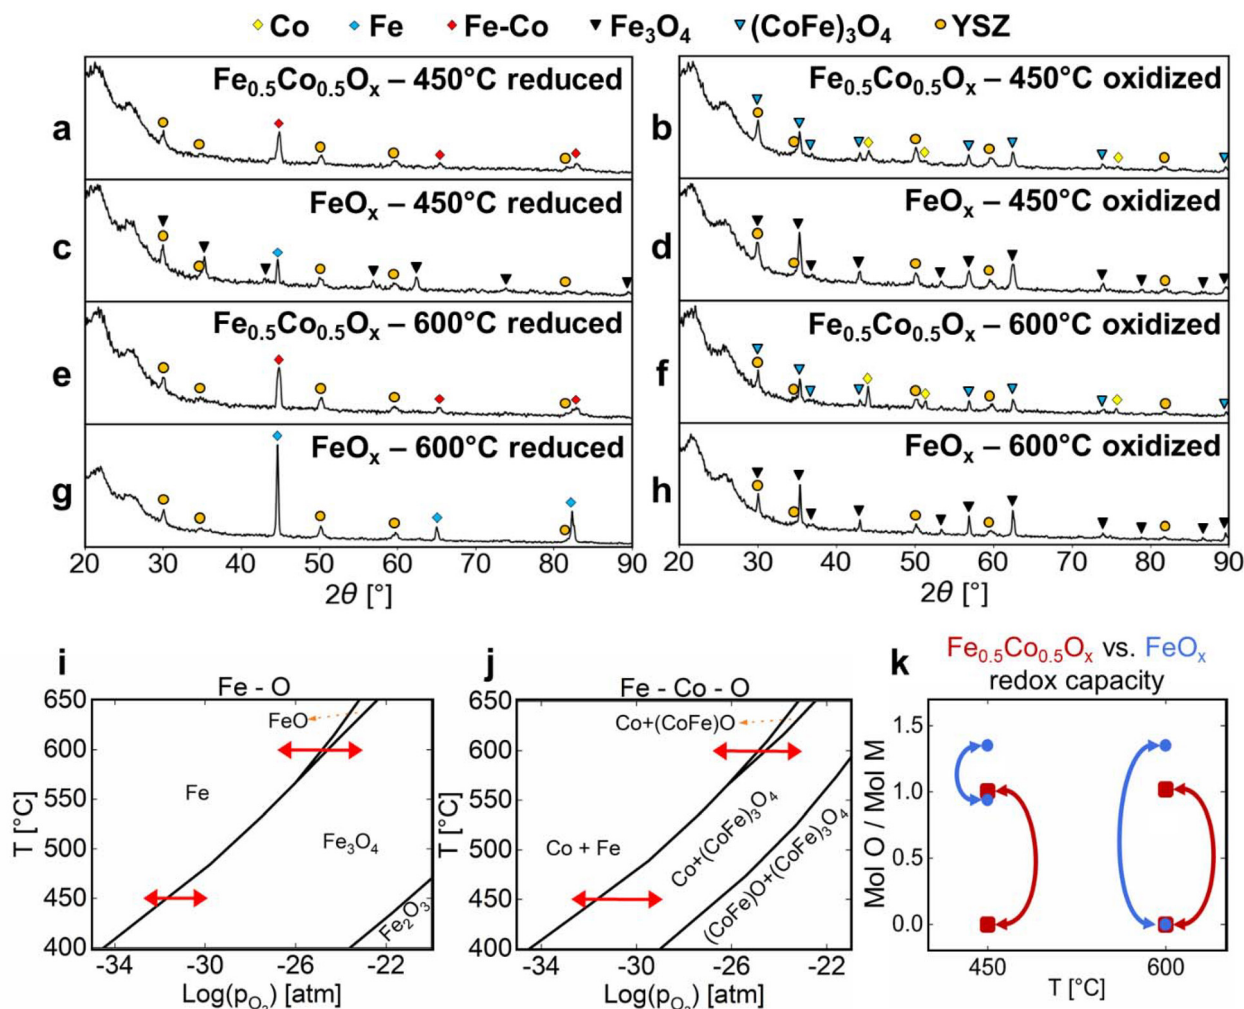 Co Fe Fe-Co Fe₃O₄ (CoFe)₃O₄ YSZ
a
Fe₀.₅Co₀.₅Oₓ – 450°C reduced
b
Fe₀.₅Co₀.₅Oₓ – 450°C oxidized
c
FeOₓ – 450°C reduced
d
FeOₓ – 450°C oxidized
e
Fe₀.₅Co₀.₅Oₓ – 600°C reduced
f
Fe₀.₅Co₀.₅Oₓ – 600°C oxidized
g
FeOₓ – 600°C reduced
h
FeOₓ – 600°C oxidized
20 30 40 50 60 70 80 90
2θ [°]
20 30 40 50 60 70 80 90
2θ [°]
i
Fe - O
650
600
550
500
450
400
T [°C]
FeO
Fe
Fe₃O₄
Fe₂O₃
-34 -30 -26 -22
Log(p_O₂) [atm]
j
Fe - Co - O
650
600
550
500
450
400
T [°C]
Co+(CoFe)O
Co + Fe
Co+(CoFe)₃O₄
(CoFe)O+(CoFe)₃O₄
-34 -30 -26 -22
Log(p_O₂) [atm]
k
Fe₀.₅Co₀.₅Oₓ vs. FeOₓ
redox capacity
1.5
1.0
0.5
0.0
Mol O / Mol M
450 600
T [°C]